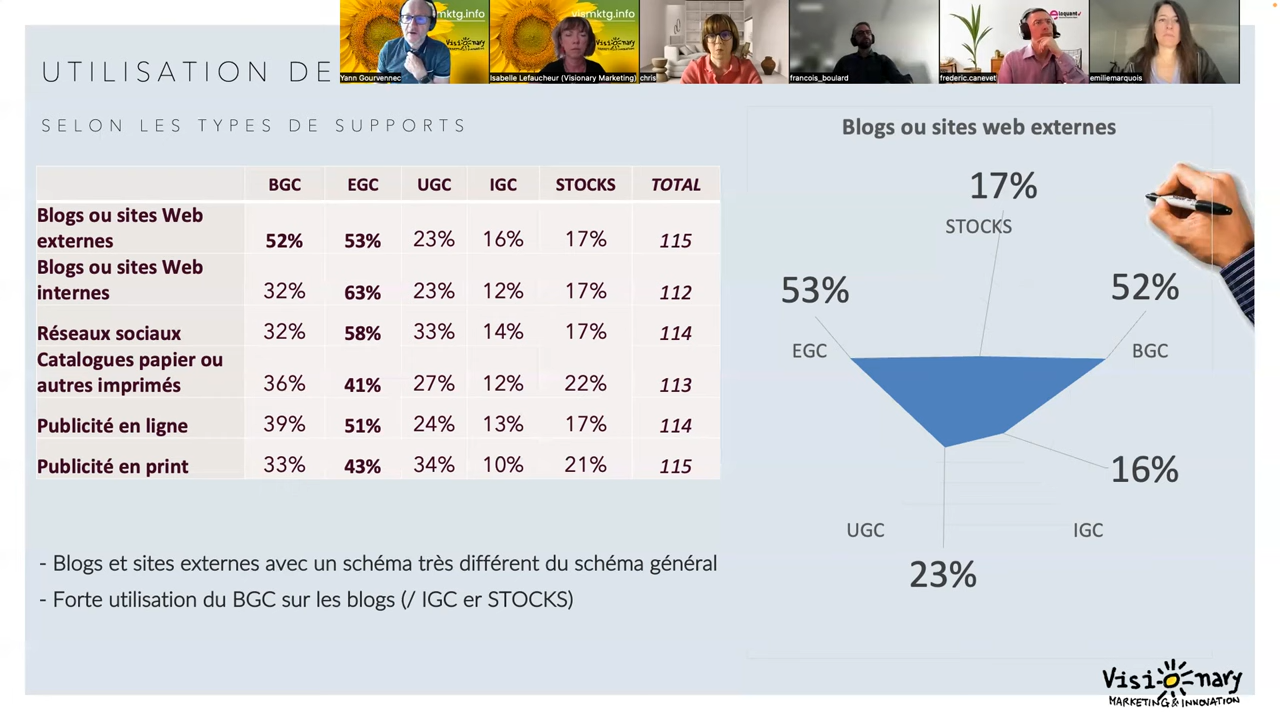 vismktg.info
vismktg.info
Visionary
MARKETING & INNOVATION
Visionary
eloquant
Yann Gourvennec
Isabelle Lefaucheur (Visionary Marketing)
chris
francois_boulard
frederic.canevet
emiliemarquois
UTILISATION DE
SELON LES TYPES DE SUPPORTS
BGC EGC UGC IGC STOCKS TOTAL
Blogs ou sites Web
externes 52% 53% 23% 16% 17% 115
Blogs ou sites Web
internes 32% 63% 23% 12% 17% 112
Réseaux sociaux 32% 58% 33% 14% 17% 114
Catalogues papier ou
autres imprimés 36% 41% 27% 12% 22% 113
Publicité en ligne 39% 51% 24% 13% 17% 114
Publicité en print 33% 43% 34% 10% 21% 115
- Blogs et sites externes avec un schéma très différent du schéma général
- Forte utilisation du BGC sur les blogs (/ IGC er STOCKS)
Blogs ou sites web externes
17%
STOCKS
53%
EGC
52%
BGC
16%
IGC
UGC
23%
Visionary
MARKETING & INNOVATION